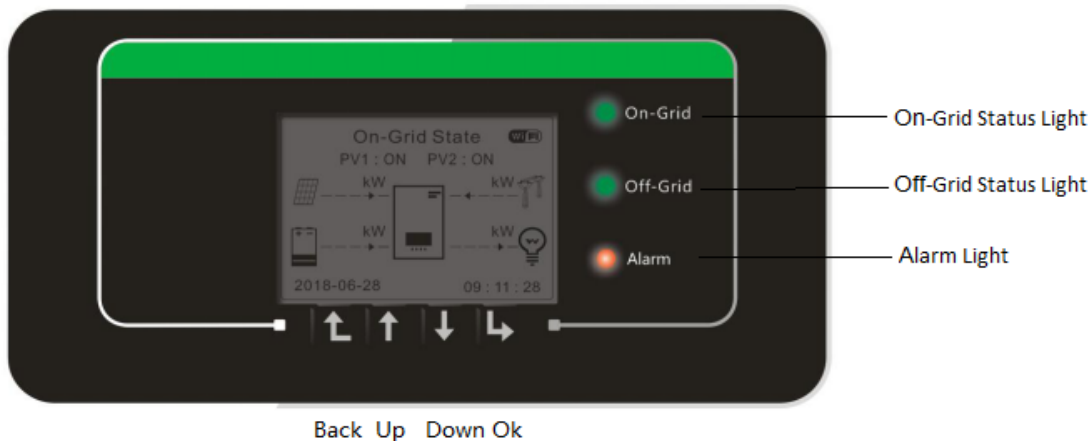 On-Grid State WiFi
PV1 : ON PV2 : ON
kW kW
kW kW
2018-06-28 09 : 11 : 28
On-Grid
Off-Grid
Alarm
On-Grid Status Light
Off-Grid Status Light
Alarm Light
Back Up Down Ok